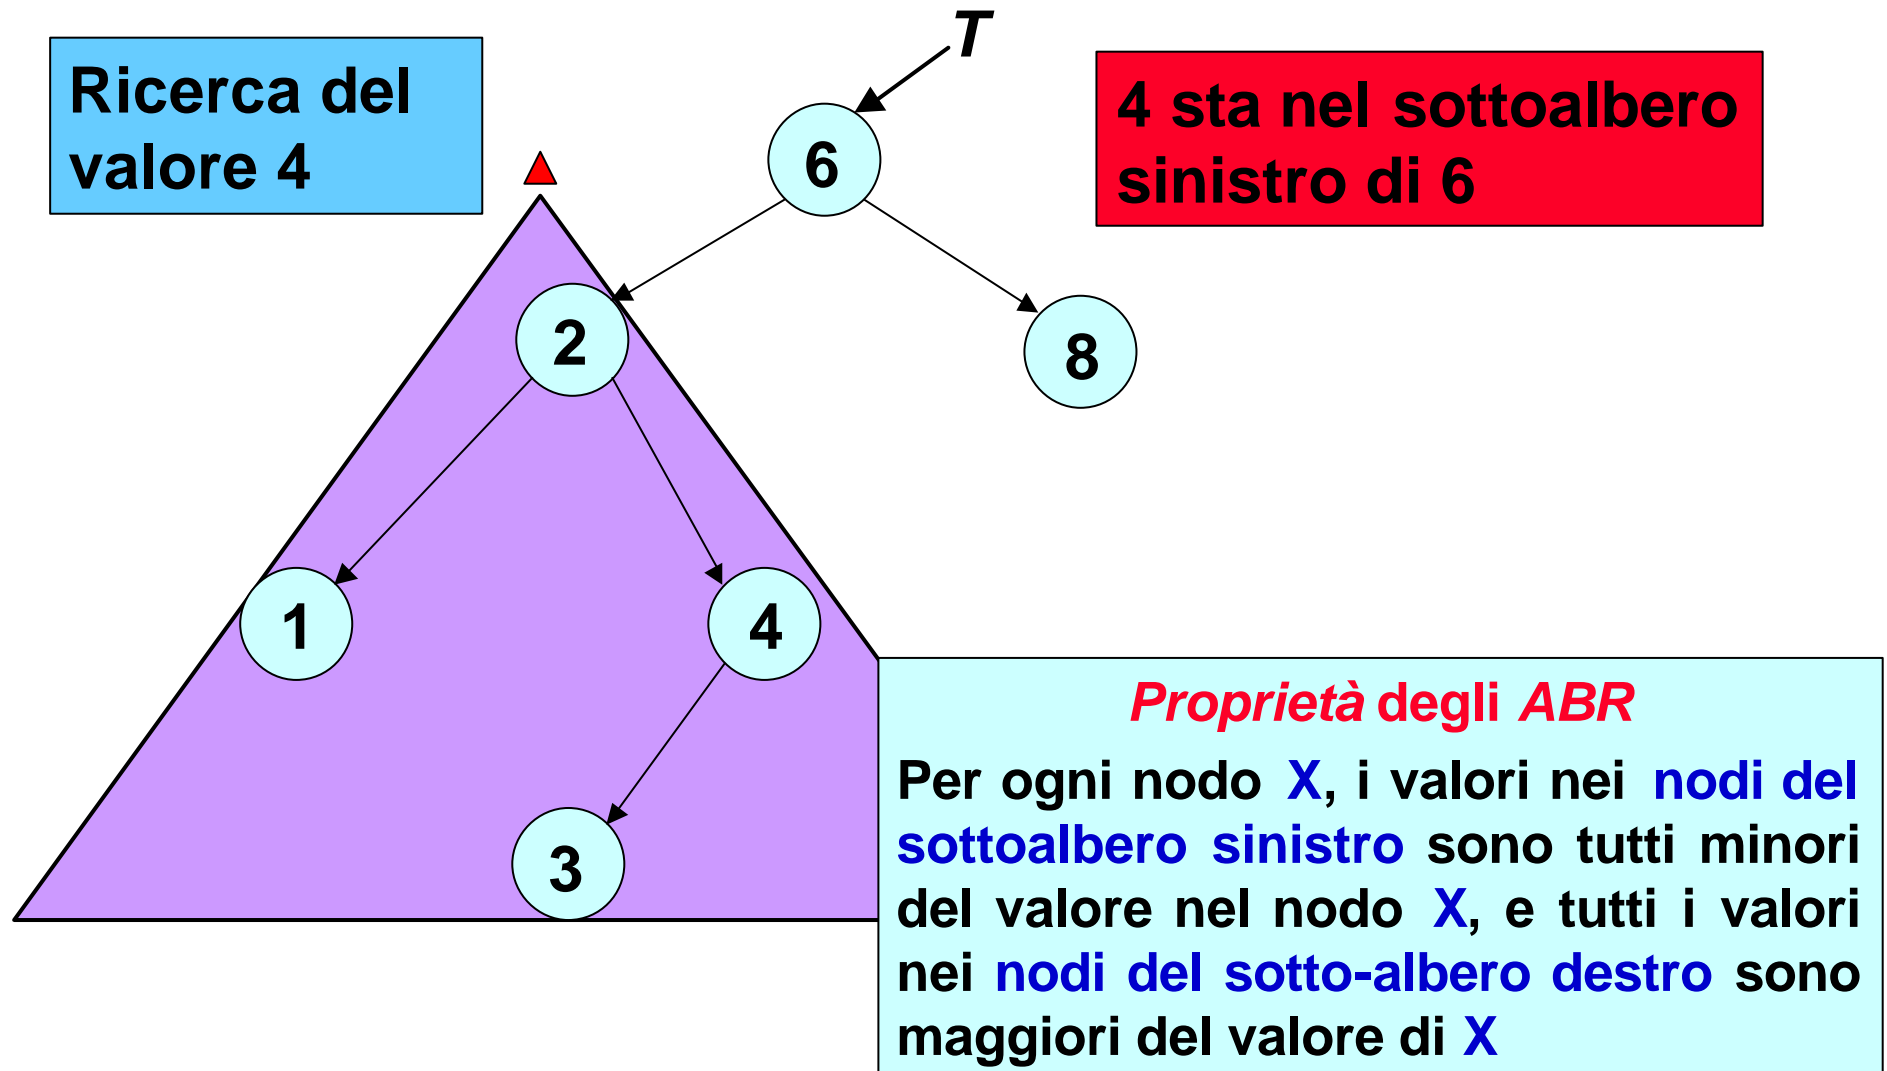 T
Ricerca del
valore 4
4 sta nel sottoalbero
sinistro di 6
6
2
8
1
4
3
Proprietà degli ABR
Per ogni nodo X, i valori nei nodi del
sottoalbero sinistro sono tutti minori
del valore nel nodo X, e tutti i valori
nei nodi del sotto-albero destro sono
maggiori del valore di X